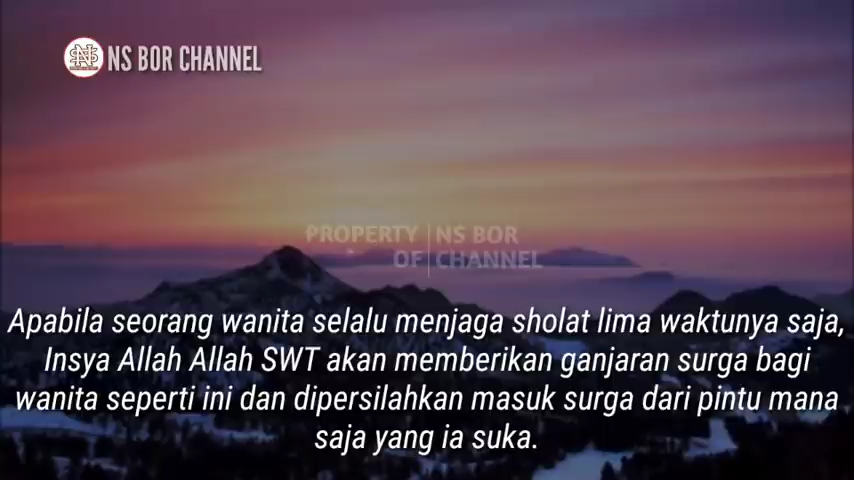 NS BOR CHANNEL
PROPERTY OF
NS BOR CHANNEL
Apabila seorang wanita selalu menjaga sholat lima waktunya saja,
Insya Allah Allah SWT akan memberikan ganjaran surga bagi
wanita seperti ini dan dipersilahkan masuk surga dari pintu mana
saja yang ia suka.